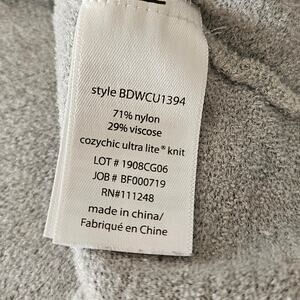 style BDWCU1394
71% nylon
29% viscose
cozychic ultra lite® knit
LOT # 1908CG06
JOB # BF000719
RN#111248
made in china/
Fabriqué en Chine